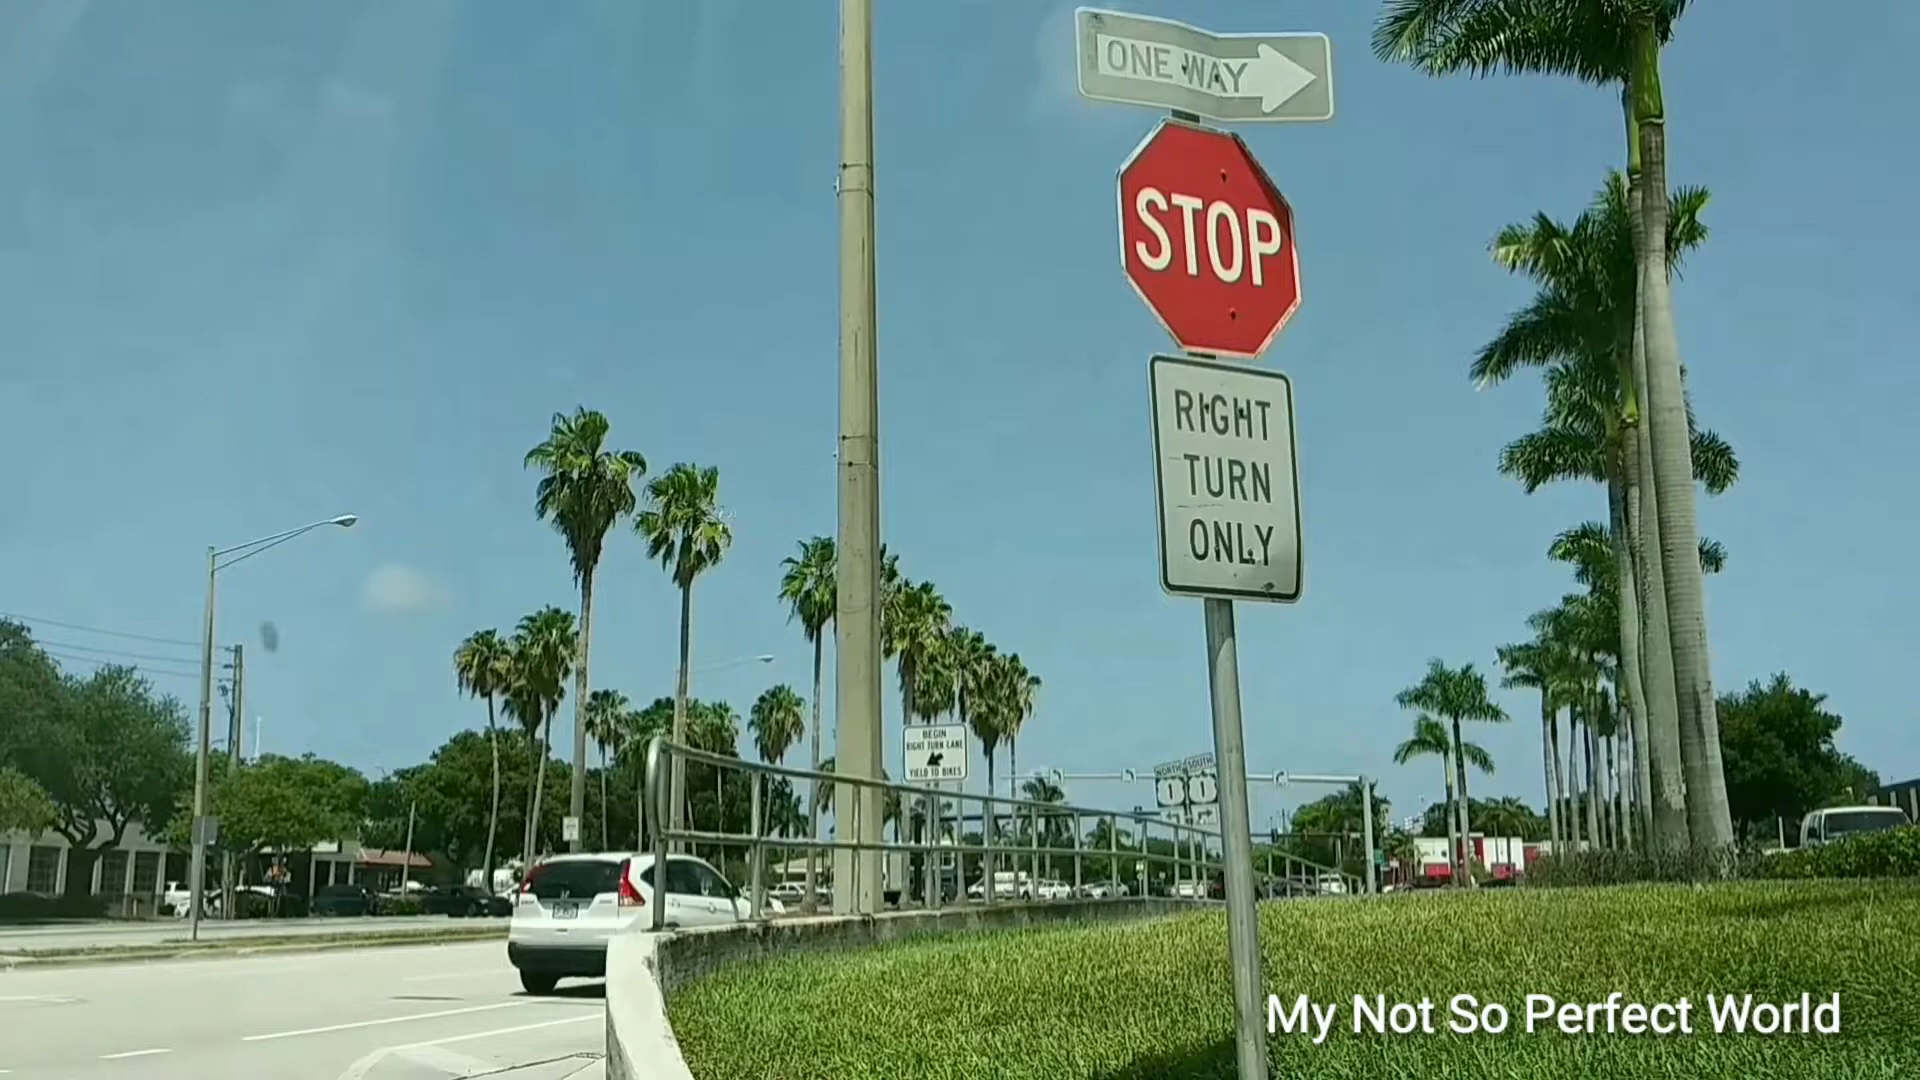 ONE WAY
STOP
RIGHT
TURN
ONLY
BEGIN
RIGHT TURN LANE
YIELD TO BIKES
NORTH SOUTH
1 1
My Not So Perfect World